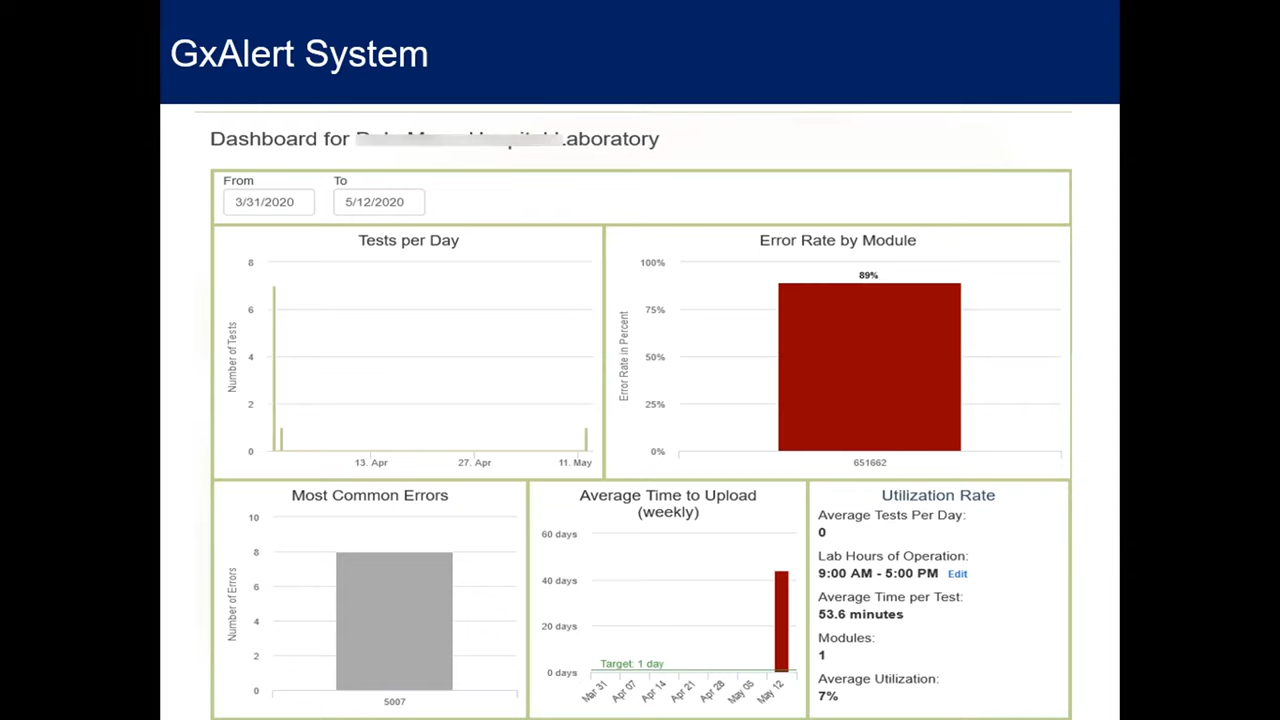 GxAlert System
Dashboard for Laboratory
From
To
3/31/2020
5/12/2020
Tests per Day
8
6
4
2
0
Number of Tests
13. Apr
27. Apr
11. May
Error Rate by Module
100%
75%
50%
25%
0%
Error Rate in Percent
89%
651662
Most Common Errors
10
8
6
4
2
0
Number of Errors
5007
Average Time to Upload
(weekly)
60 days
40 days
20 days
0 days
Target: 1 day
Mar 31
Apr 07
Apr 14
Apr 21
Apr 28
May 05
May 12
Utilization Rate
Average Tests Per Day:
0
Lab Hours of Operation:
9:00 AM - 5:00 PM Edit
Average Time per Test:
53.6 minutes
Modules:
1
Average Utilization:
7%